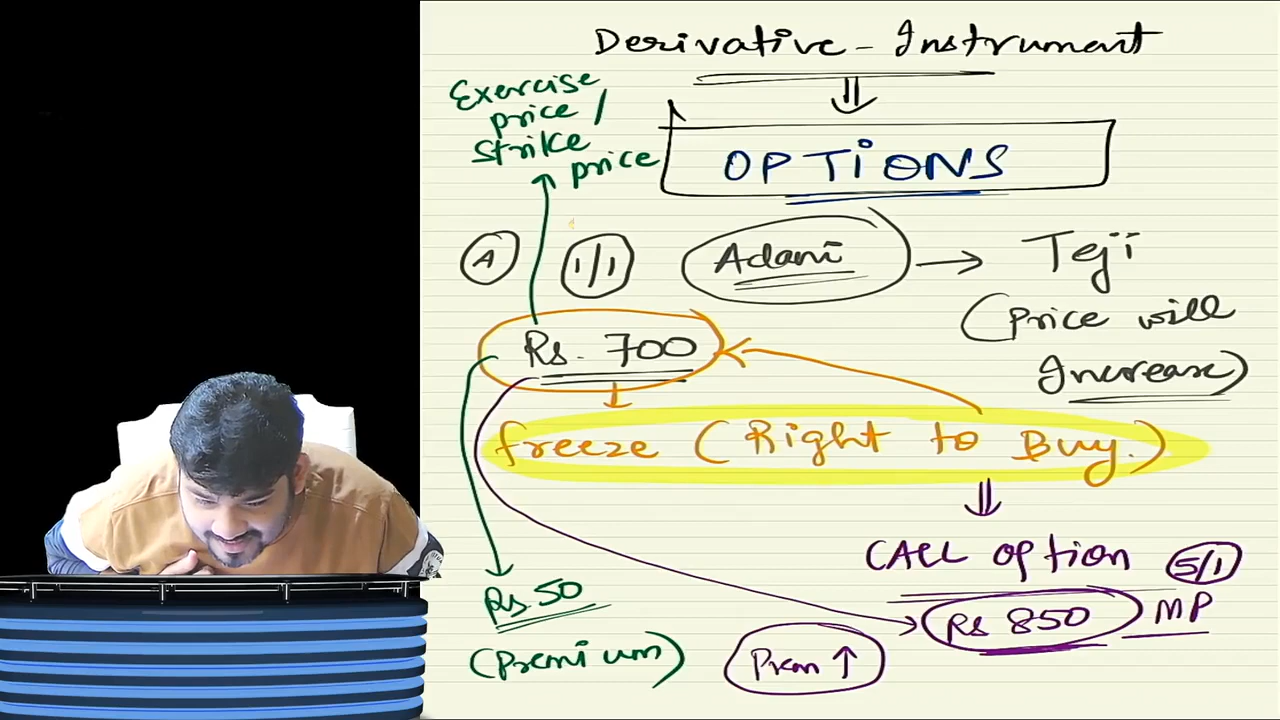 Derivative - Instrument
Exercise
price /
Strike
price
OPTIONS
A
1/1
Adani
Teji
(Price will
Increase)
Rs. 700
freeze (Right to Buy.)
CALL option
5/1
Rs. 50
Rs 850
MP
(Premium)
Prem ↑